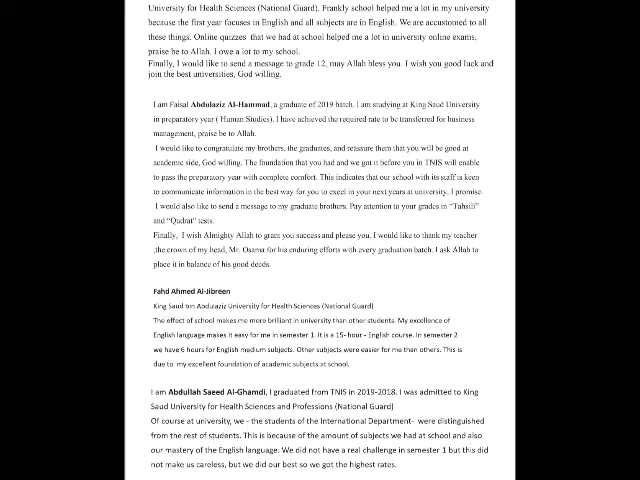 University for Health Sciences (National Guard). Frankly school helped me a lot in my university
because the first year focuses in English and all subjects are in English. We are accustomed to all
these things. Online quizzes  that we had at school helped me a lot in university online exams,
praise be to Allah. I owe a lot to my school.
Finally, I would like to send a message to grade 12, may Allah bless you. I wish you good luck and
join the best universities, God willing.
I am Faisal Abdulaziz Al-Hammad, a graduate of 2019 batch. I am studying at King Saud University
in preparatory year ( Human Studies). I have achieved the required rate to be transferred for business
management, praise be to Allah.
I would like to congratulate my brothers, the graduates, and reassure them that you will be good at
academic side, God willing. The foundation that you had and we got it before you in TNIS will enable
to pass the preparatory year with complete comfort. This indicates that our school with its staff is keen
to communicate information in the best way for you to excel in your next years at university, I promise.
I would also like to send a message to my graduate brothers. Pay attention to your grades in "Tahsili"
and "Qudrat" tests.
Finally,  I wish Almighty Allah to grant you success and please you. I would like to thank my teacher
,the crown of my head, Mr. Osama for his enduring efforts with every graduation batch. I ask Allah to
place it in balance of his good deeds.
Fahd Ahmed Al-Jibreen
King Saud bin Abdulaziz University for Health Sciences (National Guard)
The effect of school makes me more brilliant in university than other students. My excellence of
English language makes it easy for me in semester 1. It is a 15- hour - English course. In semester 2
we have 6 hours for English medium subjects. Other subjects were easier for me than others. This is
due to  my excellent foundation of academic subjects at school.
I am Abdullah Saeed Al-Ghamdi, I graduated from TNIS in 2019-2018. I was admitted to King
Saud University for Health Sciences and Professions (National Guard)
Of course at university, we - the students of the International Department- were distinguished
from the rest of students. This is because of the amount of subjects we had at school and also
our mastery of the English language. We did not have a real challenge in semester 1 but this did
not make us careless, but we did our best so we got the highest rates.